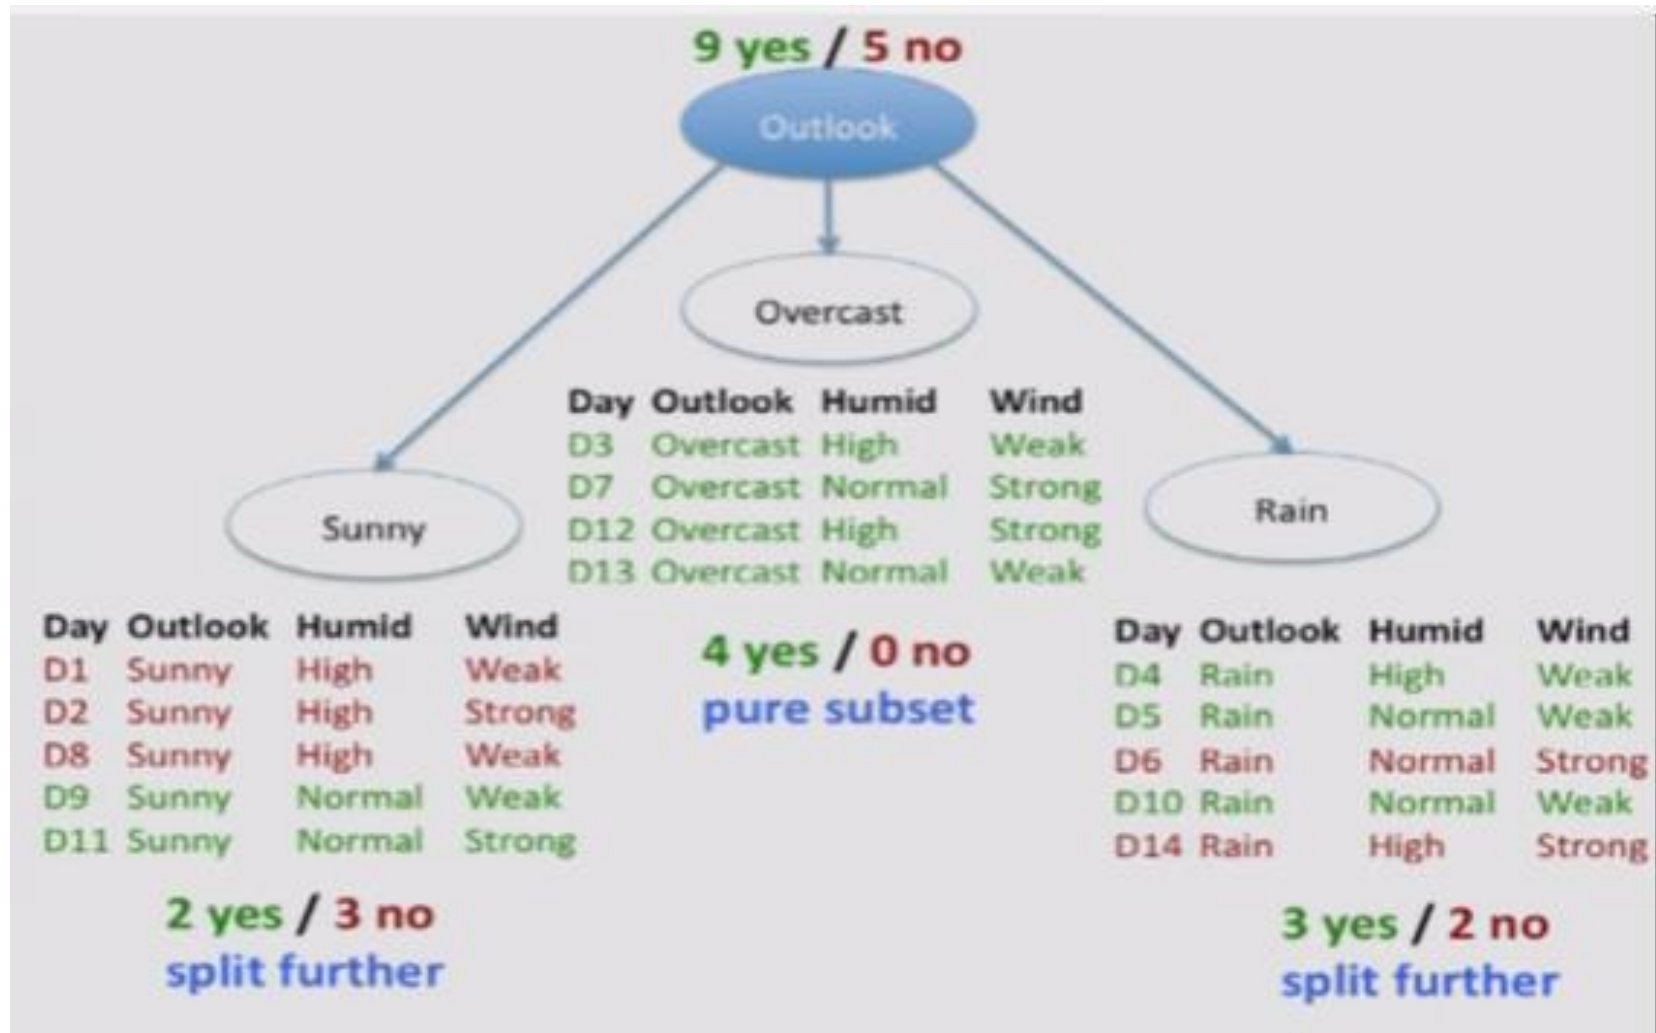 9 yes / 5 no
Outlook
Overcast
Day Outlook Humid Wind
D3 Overcast High Weak
D7 Overcast Normal Strong
D12 Overcast High Strong
D13 Overcast Normal Weak
4 yes / 0 no
pure subset
Sunny
Day Outlook Humid Wind
D1 Sunny High Weak
D2 Sunny High Strong
D8 Sunny High Weak
D9 Sunny Normal Weak
D11 Sunny Normal Strong
2 yes / 3 no
split further
Rain
Day Outlook Humid Wind
D4 Rain High Weak
D5 Rain Normal Weak
D6 Rain Normal Strong
D10 Rain Normal Weak
D14 Rain High Strong
3 yes / 2 no
split further